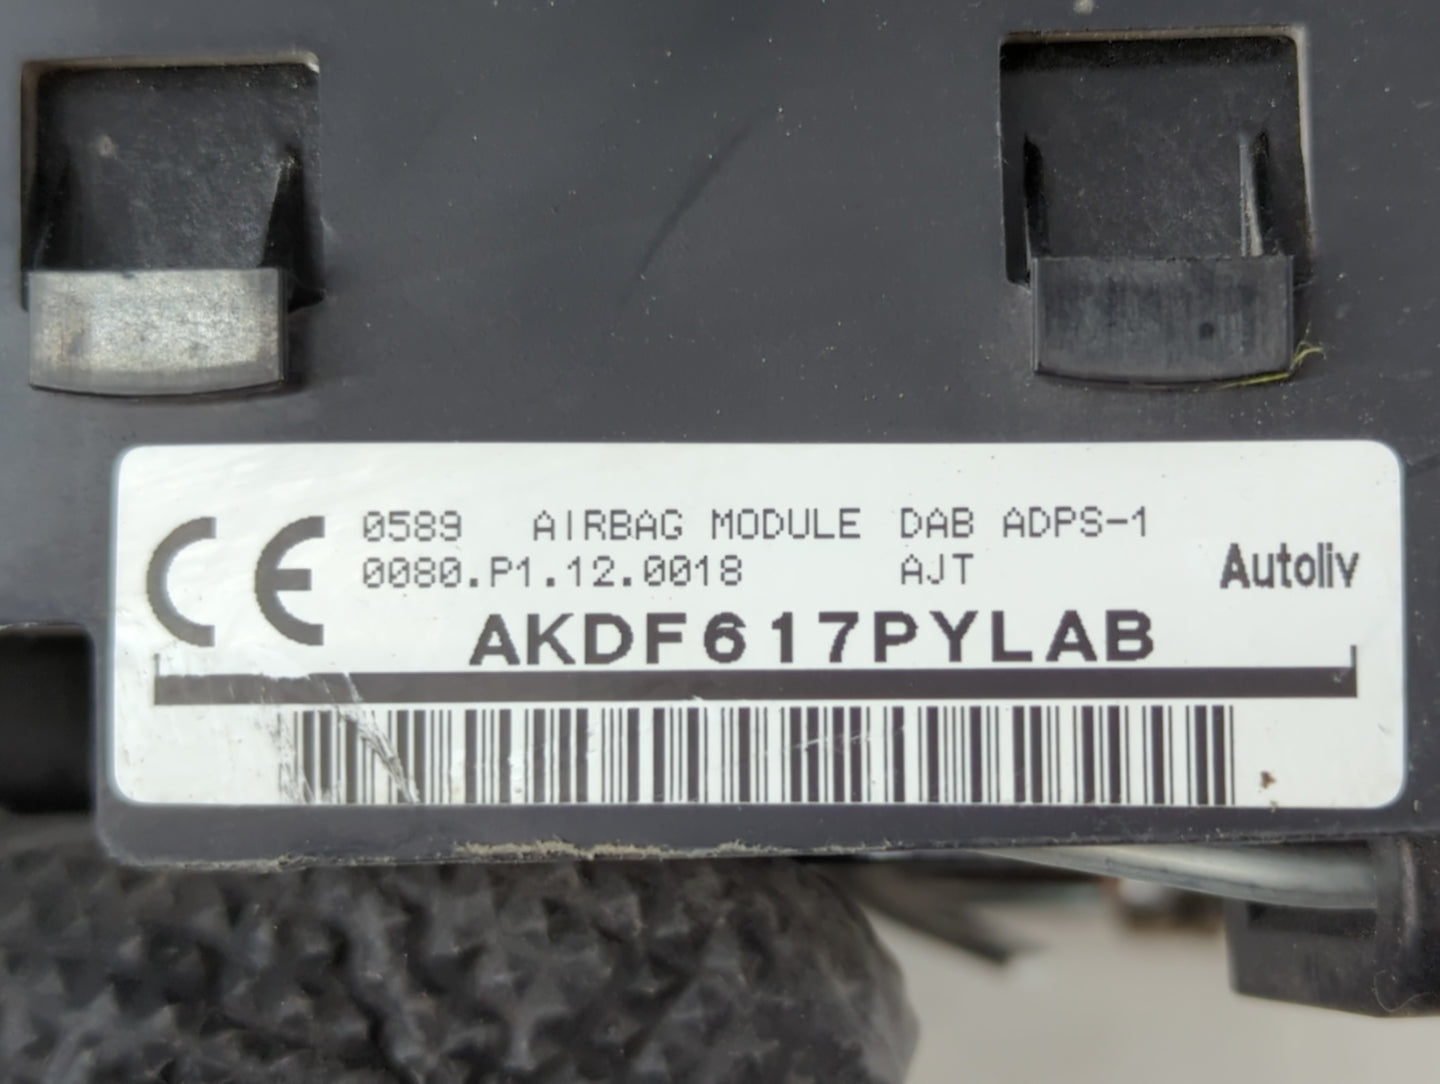 CE 0589 AIRBAG MODULE DAB ADPS-1
0080.P1.12.0018 AJT Autoliv
AKDF617PYLAB